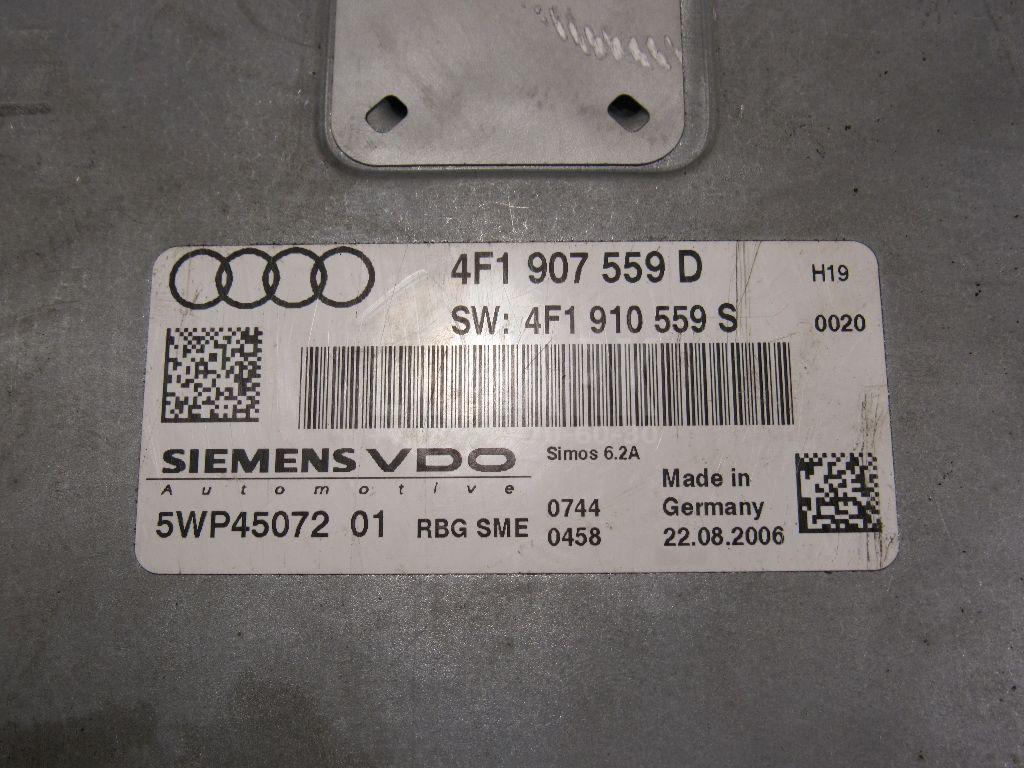 4F1 907 559 D H19
SW: 4F1 910 559 S 0020
SIEMENS VDO Simos 6.2A
Automotive
Made in
5WP45072 01 RBG SME 0744 Germany
0458 22.08.2006